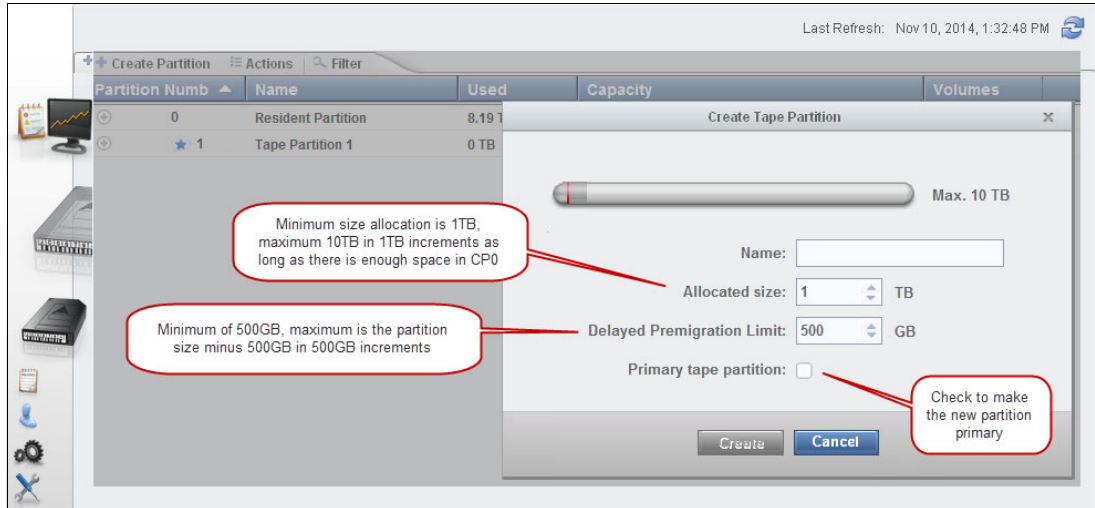 Last Refresh: Nov 10, 2014, 1:32:48 PM
Create Partition Actions Filter
Partition Numb Name Used Capacity Volumes
0 Resident Partition 8.19 T
1 Tape Partition 1 0 TB
Create Tape Partition x
Max. 10 TB
Minimum size allocation is 1TB,
maximum 10TB in 1TB increments as
long as there is enough space in CP0
Name:
Allocated size: 1 TB
Minimum of 500GB, maximum is the partition
size minus 500GB in 500GB increments
Delayed Premigration Limit: 500 GB
Primary tape partition:
Check to make
the new partition
primary
Create Cancel